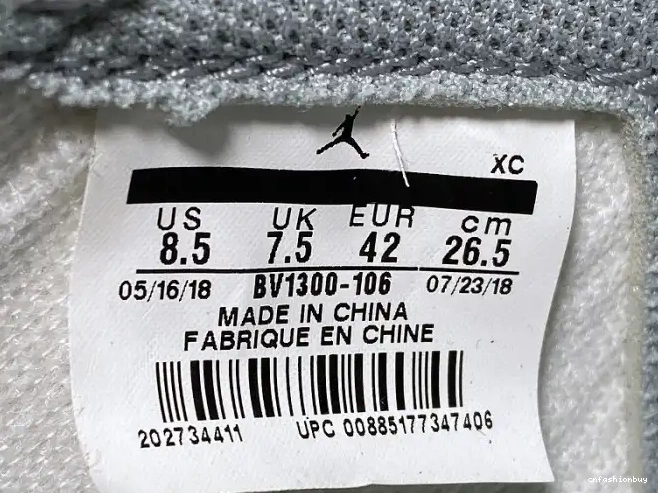 XC
US UK EUR cm
8.5 7.5 42 26.5
05/16/18 BV1300-106 07/23/18
MADE IN CHINA
FABRIQUE EN CHINE
202734411 UPC 00885177347406
cnfashionbuy